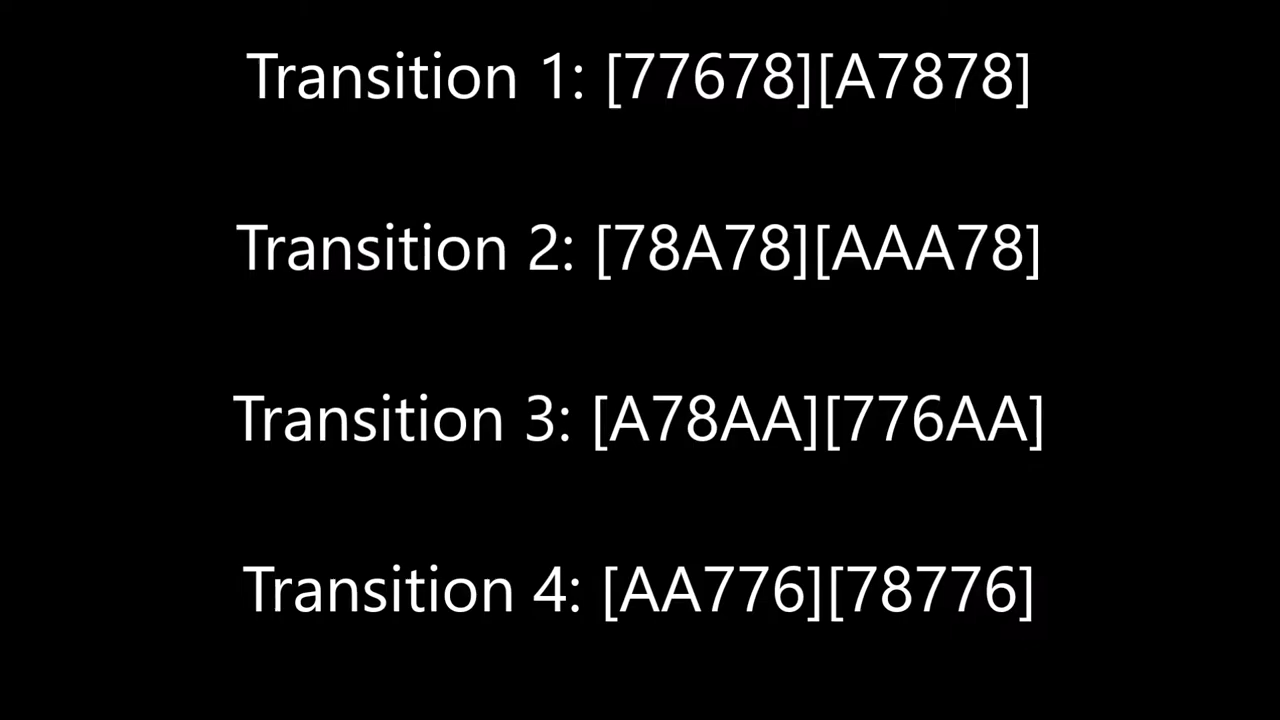 Transition 1: [77678][A7878]
Transition 2: [78A78][AAA78]
Transition 3: [A78AA][776AA]
Transition 4: [AA776][78776]